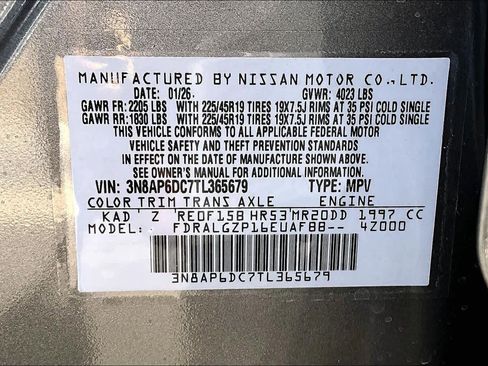 MANUFACTURED BY NISSAN MOTOR CO.,LTD.
DATE: 01/26 GVWR: 4023 LBS
GAWR FR: 2205 LBS WITH 225/45R19 TIRES 19X7.5J RIMS AT 35 PSI COLD SINGLE
GAWR RR: 1830 LBS WITH 225/45R19 TIRES 19X7.5J RIMS AT 35 PSI COLD SINGLE
THIS VEHICLE CONFORMS TO ALL APPLICABLE FEDERAL MOTOR
VEHICLE SAFETY AND THEFT PREVENTION STANDARDS IN EFFECT
ON THE DATE OF MANUFACTURE SHOWN ABOVE.
SEE OWNER'S MANUAL FOR ADDITIONAL INFORMATION.
VIN: 3N8AP6DC7TL365679 TYPE: MPV
COLOR TRIM TRANS AXLE ENGINE
KAD' Z 'RE0F15B HR53'MR20DD 1997 CC
MODEL: FDRALGZP16EUAFBB-- 4Z000
3N8AP6DC7TL365679